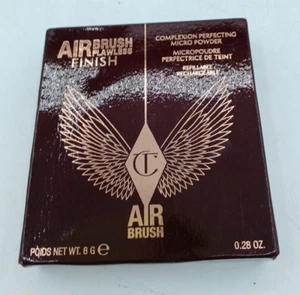 AIRBRUSH
FLAWLESS
FINISH
COMPLEXION PERFECTING
MICRO POWDER
MICROPOUDRE
PERFECTRICE DE TEINT
REFILLABLE
RECHARGEABLE
CT
AIR
BRUSH
POIDS NET WT. 8 G e
0.28 OZ.